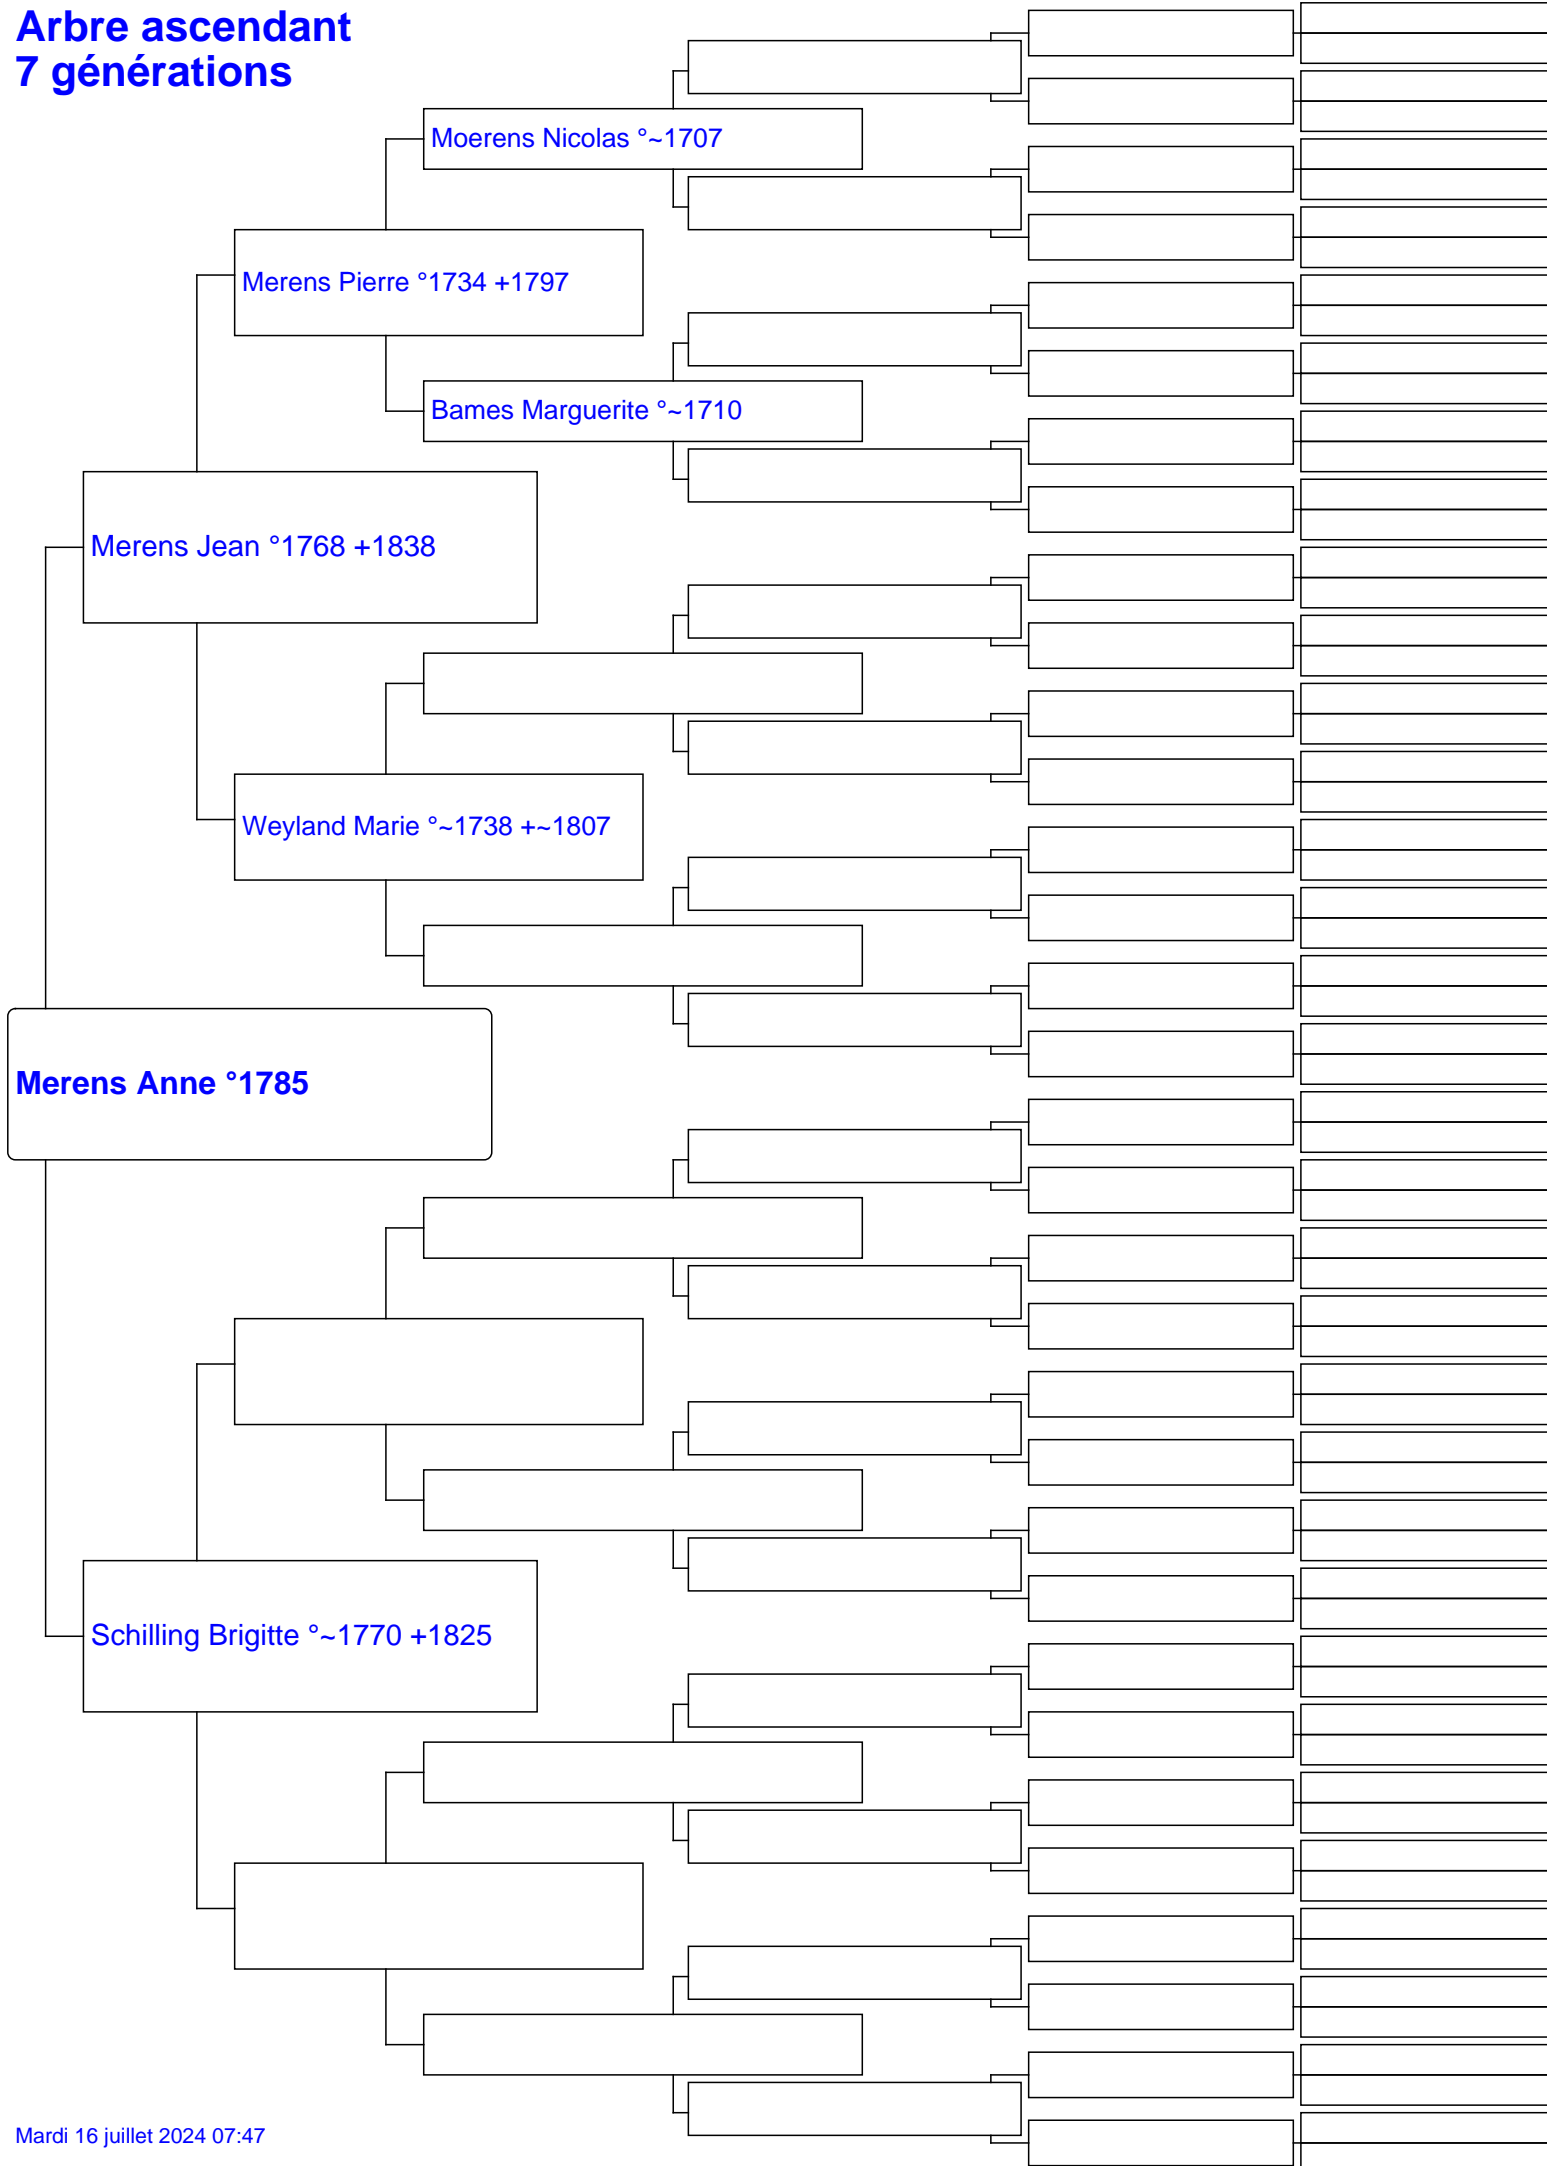 Arbre ascendant
7 générations
Moerens Nicolas °~1707
Merens Pierre °1734 +1797
Bames Marguerite °~1710
Merens Jean °1768 +1838
Weyland Marie °~1738 +~1807
Merens Anne °1785
Schilling Brigitte °~1770 +1825
Mardi 16 juillet 2024 07:47